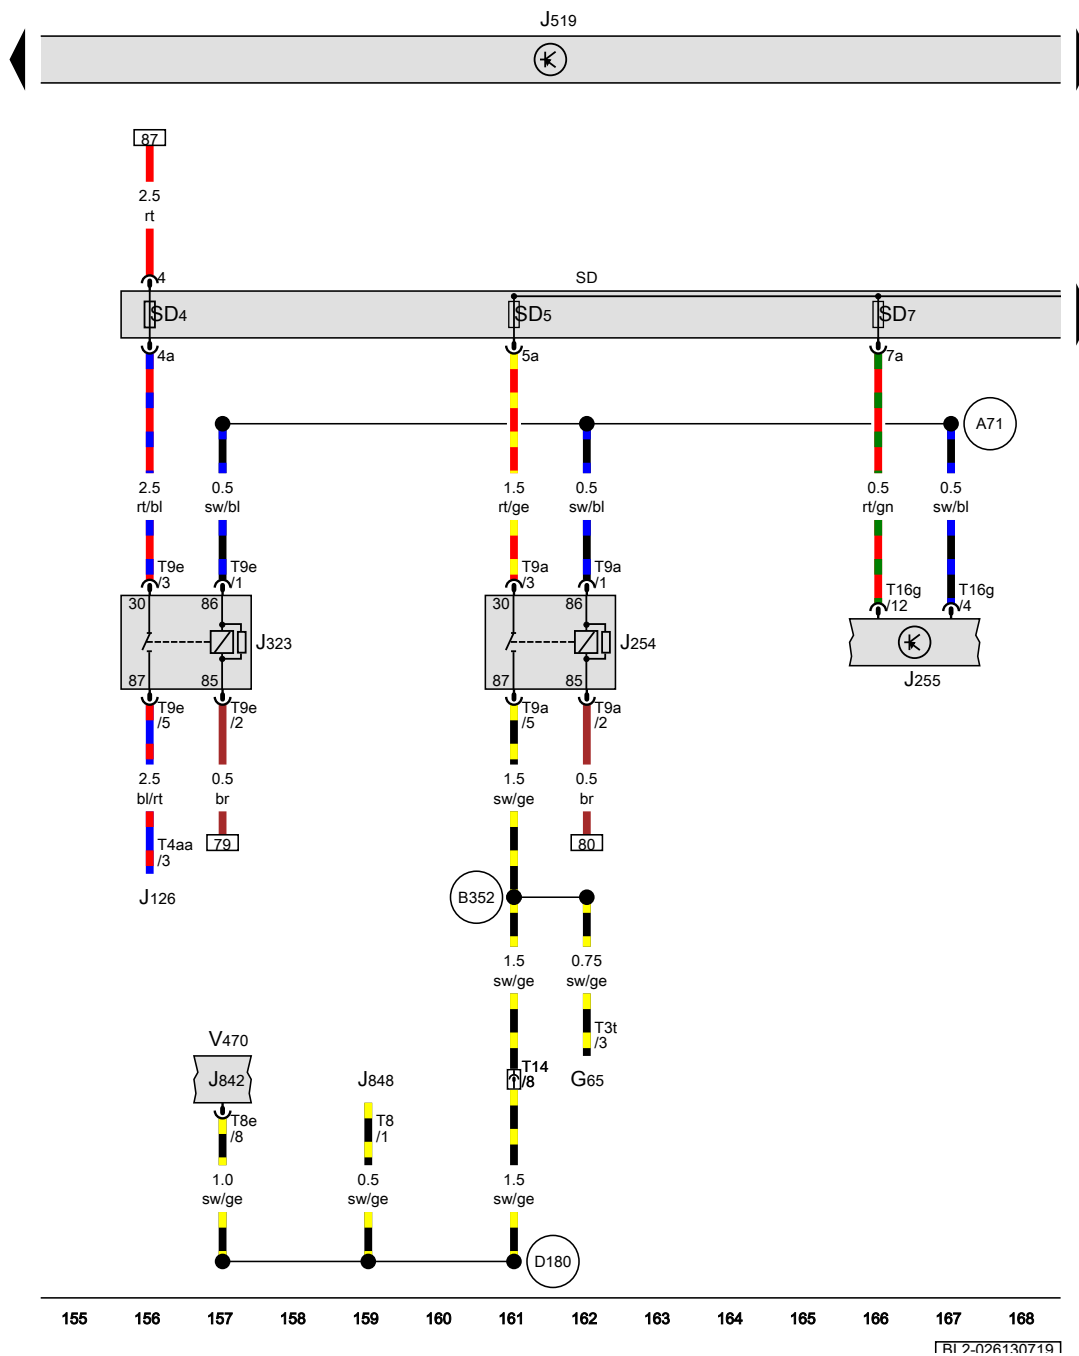 J519
87
2.5
rt
4
SD
SD4
SD5
SD7
4a
5a
7a
A71
2.5
rt/bl
0.5
sw/bl
1.5
rt/ge
0.5
sw/bl
0.5
rt/gn
0.5
sw/bl
T9e
/3
T9e
/1
T9a
/3
T9a
/1
T16g
/12
T16g
/4
30
86
J323
87
85
30
86
J254
87
85
J255
T9e
/5
T9e
/2
T9a
/5
T9a
/2
2.5
bl/rt
0.5
br
1.5
sw/ge
0.5
br
79
80
T4aa
/3
J126
B352
1.5
sw/ge
0.75
sw/ge
T3t
/3
V470
J842
J848
T14
/8
G65
T8e
/8
T8
/1
1.0
sw/ge
0.5
sw/ge
1.5
sw/ge
D180
155 156 157 158 159 160 161 162 163 164 165 166 167 168
BL2-026130719